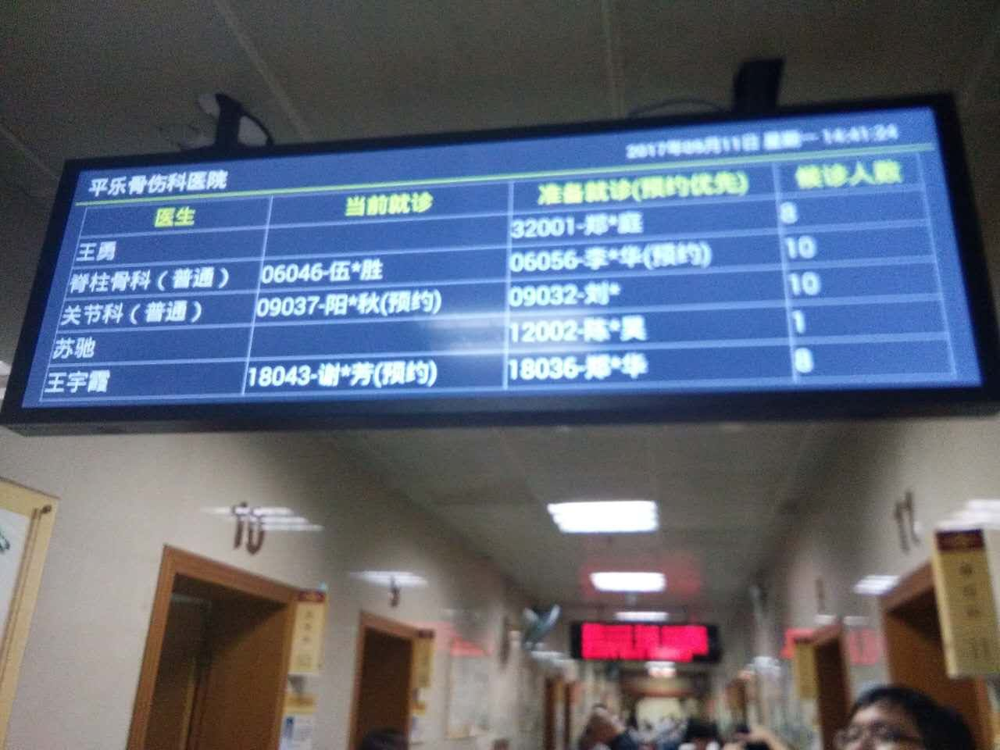 平乐骨伤科医院
2017年09月11日 星期一 14:41:24
医生 当前就诊 准备就诊(预约优先) 候诊人数
王勇 32001-郑*庭 8
脊柱骨科（普通） 06046-伍*胜 06056-李*华(预约) 10
关节科（普通） 09037-阳*秋(预约) 09032-刘* 10
苏驰 12002-陈*昊 1
王宇霞 18043-谢*芳(预约) 18036-郑*华 8
10
11